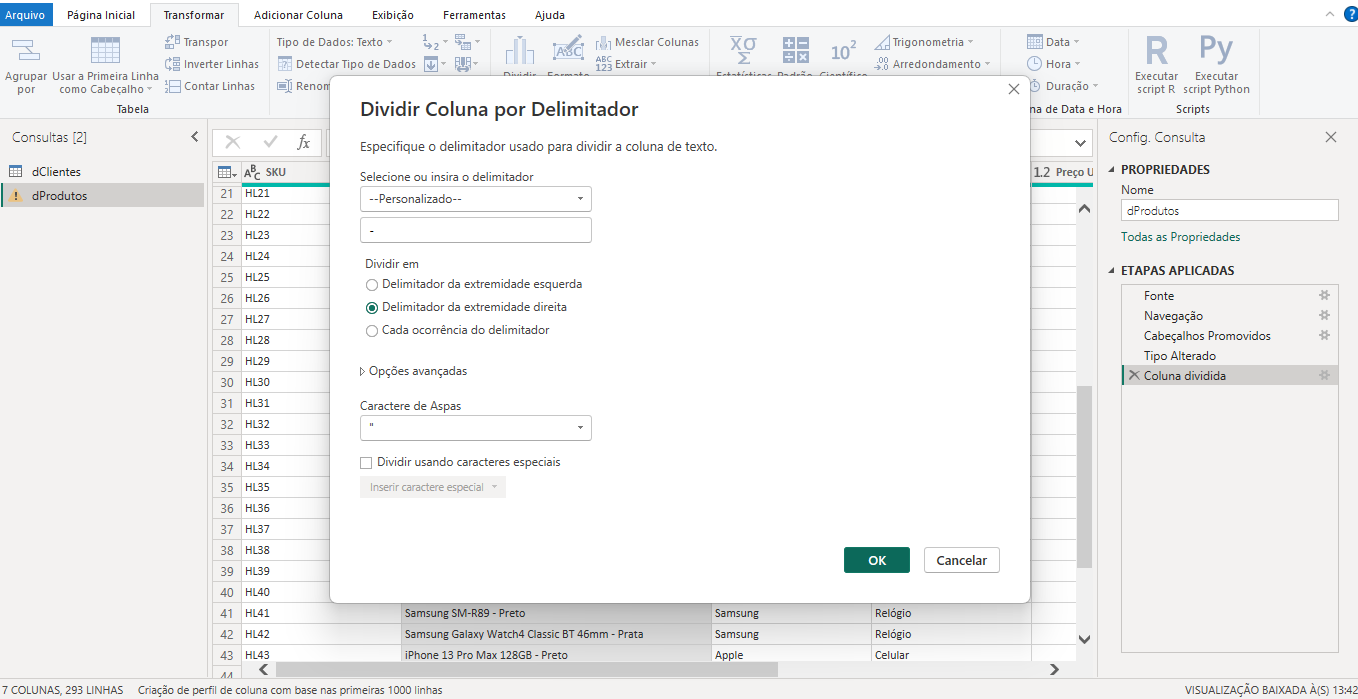 Arquivo Página Inicial Transformar Adicionar Coluna Exibição Ferramentas Ajuda
Agrupar por
Usar a Primeira Linha como Cabeçalho
Transpor
Inverter Linhas
Contar Linhas
Tabela
Tipo de Dados: Texto
Detectar Tipo de Dados
Mesclar Colunas
Extrair
Trigonometria
Arredondamento
Data
Hora
Duração
na de Data e Hora
Executar script R
Executar script Python
Scripts
Consultas [2]
dClientes
dProdutos
SKU
1.2 Preço U
21 HL21
22 HL22
23 HL23
24 HL24
25 HL25
26 HL26
27 HL27
28 HL28
29 HL29
30 HL30
31 HL31
32 HL32
33 HL33
34 HL34
35 HL35
36 HL36
37 HL37
38 HL38
39 HL39
40 HL40
41 HL41 Samsung SM-R89 - Preto Samsung Relógio
42 HL42 Samsung Galaxy Watch4 Classic BT 46mm - Prata Samsung Relógio
43 HL43 iPhone 13 Pro Max 128GB - Preto Apple Celular
44
Dividir Coluna por Delimitador
Especifique o delimitador usado para dividir a coluna de texto.
Selecione ou insira o delimitador
--Personalizado--
-
Dividir em
Delimitador da extremidade esquerda
Delimitador da extremidade direita
Cada ocorrência do delimitador
Opções avançadas
Caractere de Aspas
"
Dividir usando caracteres especiais
Inserir caractere especial
OK Cancelar
Config. Consulta
PROPRIEDADES
Nome
dProdutos
Todas as Propriedades
ETAPAS APLICADAS
Fonte
Navegação
Cabeçalhos Promovidos
Tipo Alterado
Coluna dividida
7 COLUNAS, 293 LINHAS Criação de perfil de coluna com base nas primeiras 1000 linhas VISUALIZAÇÃO BAIXADA À(S) 13:42